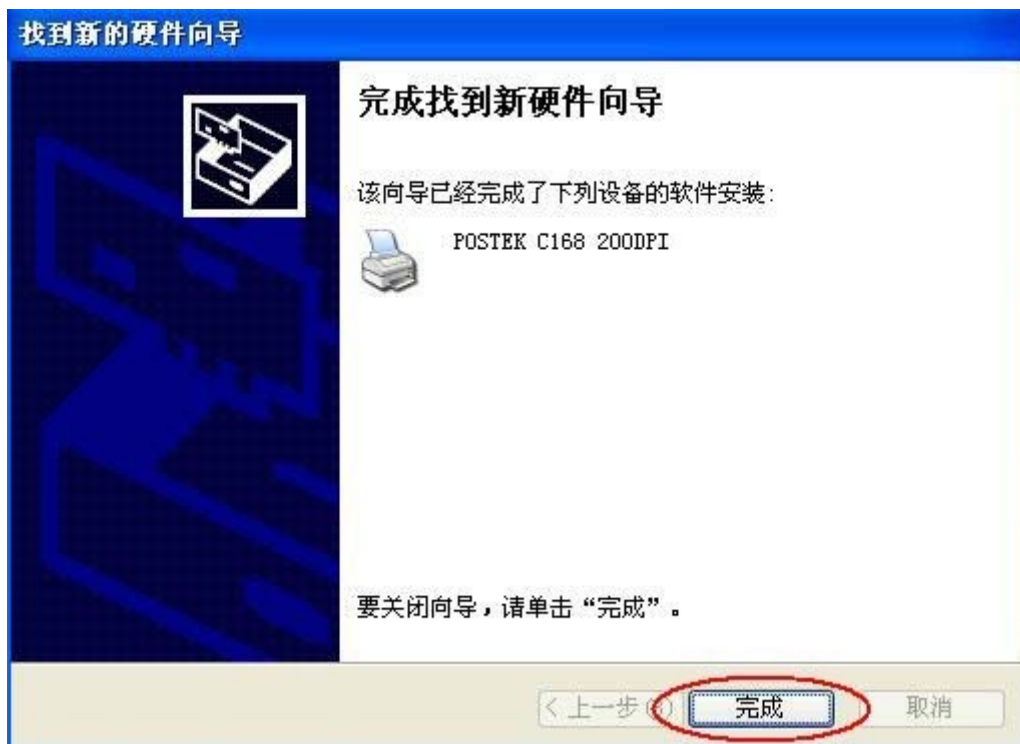 找到新的硬件向导
完成找到新硬件向导
该向导已经完成了下列设备的软件安装:
POSTEK C168 200DPI
要关闭向导，请单击“完成”。
< 上一步(B) 完成 取消